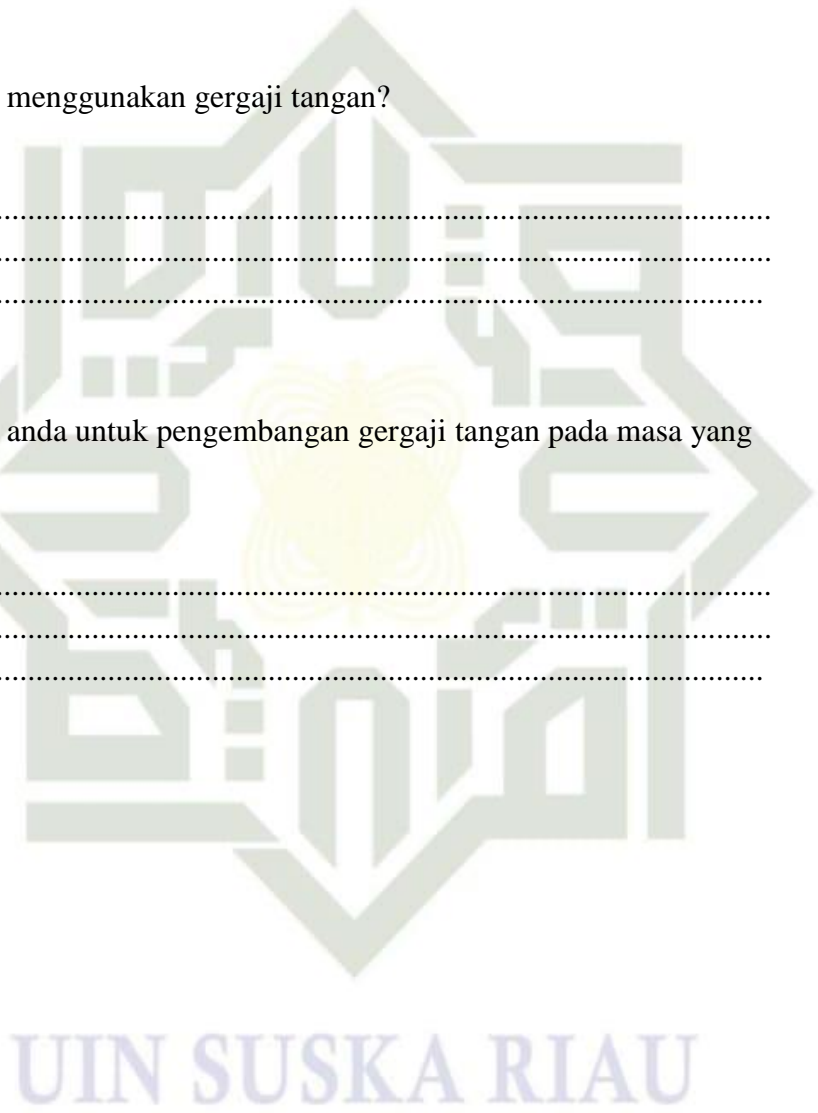 menggunakan gergaji tangan?
................................................................................................
................................................................................................
...............................................................................................
anda untuk pengembangan gergaji tangan pada masa yang
................................................................................................
................................................................................................
...............................................................................................
UIN SUSKA RIAU